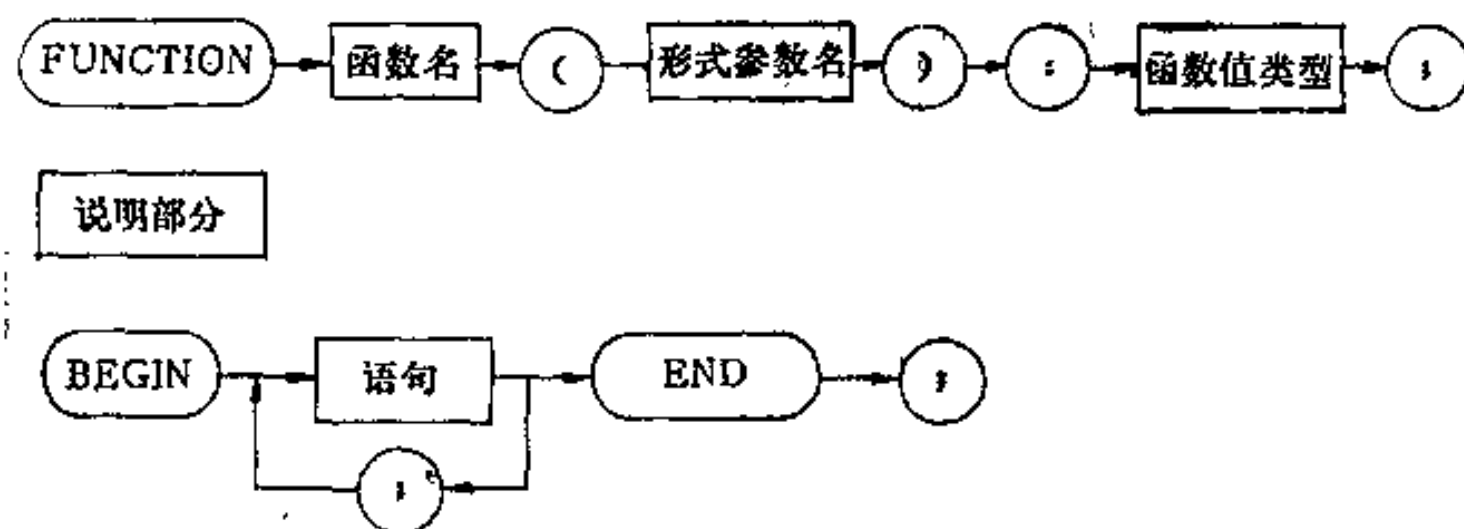 FUNCTION 函数名 ( 形式参数名 ) : 函数值类型 ;
说明部分
BEGIN 语句 END ;
;